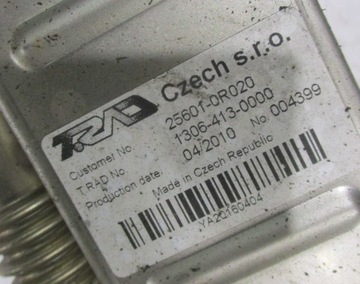 T.RAD Czech s.r.o.
Customer No. 25601-0R020
T.RAD No. 1306-413-0000
Production date: 04/2010 No 004399
Made in Czech Republic
YA20160404